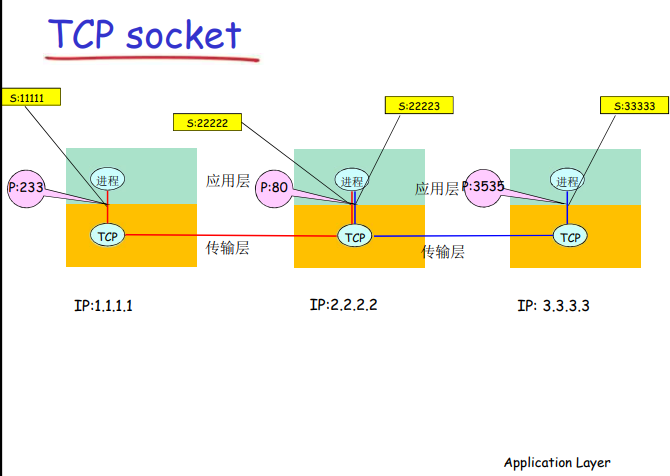 TCP socket
S:11111
S:22222
S:22223
S:33333
进程
P:233
应用层
P:80
进程
应用层
P:3535
进程
TCP
传输层
TCP
传输层
TCP
IP:1.1.1.1
IP:2.2.2.2
IP: 3.3.3.3
Application Layer